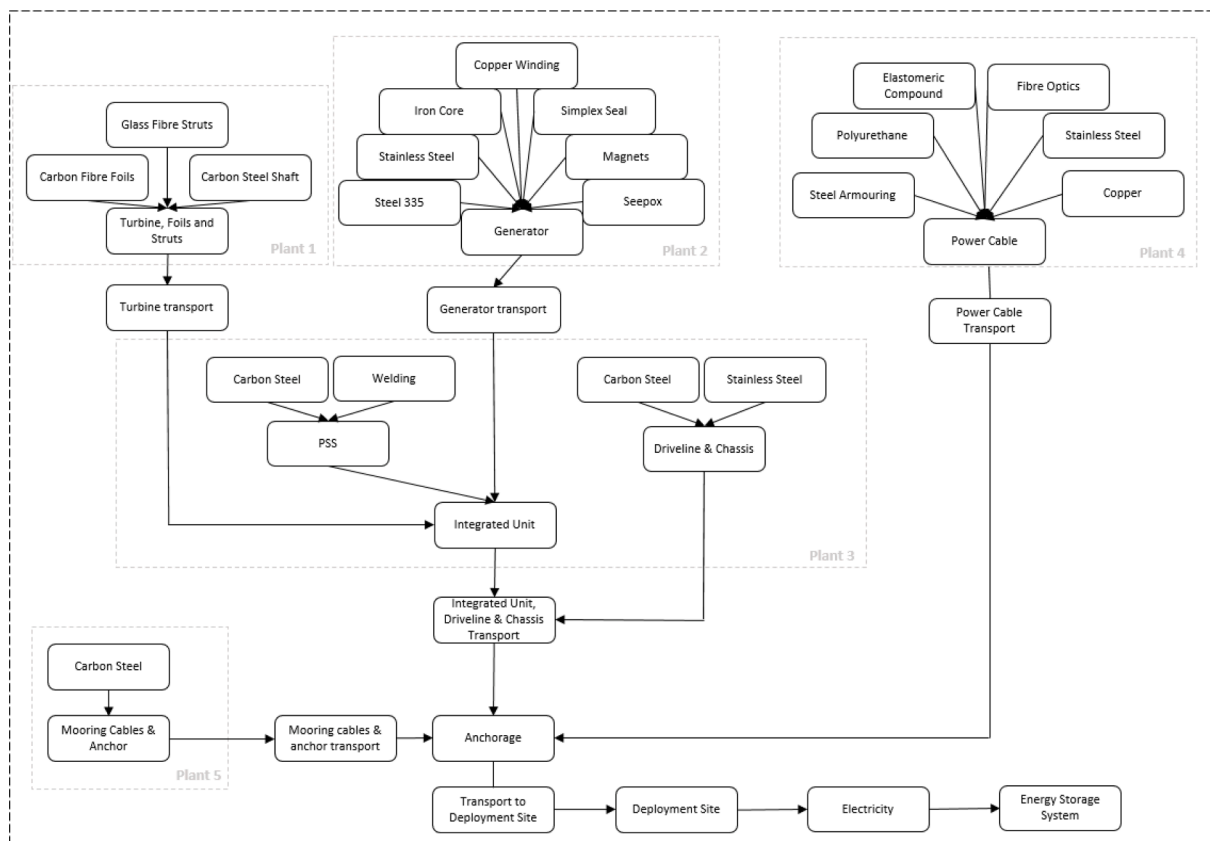 Glass Fibre Struts
Carbon Fibre Foils
Carbon Steel Shaft
Turbine, Foils and
Struts
Plant 1
Copper Winding
Iron Core
Simplex Seal
Stainless Steel
Magnets
Steel 335
Seepox
Generator
Plant 2
Elastomeric
Compound
Fibre Optics
Polyurethane
Stainless Steel
Steel Armouring
Copper
Power Cable
Plant 4
Turbine transport
Generator transport
Power Cable
Transport
Carbon Steel
Welding
Carbon Steel
Stainless Steel
PSS
Driveline & Chassis
Integrated Unit
Plant 3
Integrated Unit,
Driveline & Chassis
Transport
Carbon Steel
Mooring Cables &
Anchor
Plant 5
Mooring cables &
anchor transport
Anchorage
Transport to
Deployment Site
Deployment Site
Electricity
Energy Storage
System